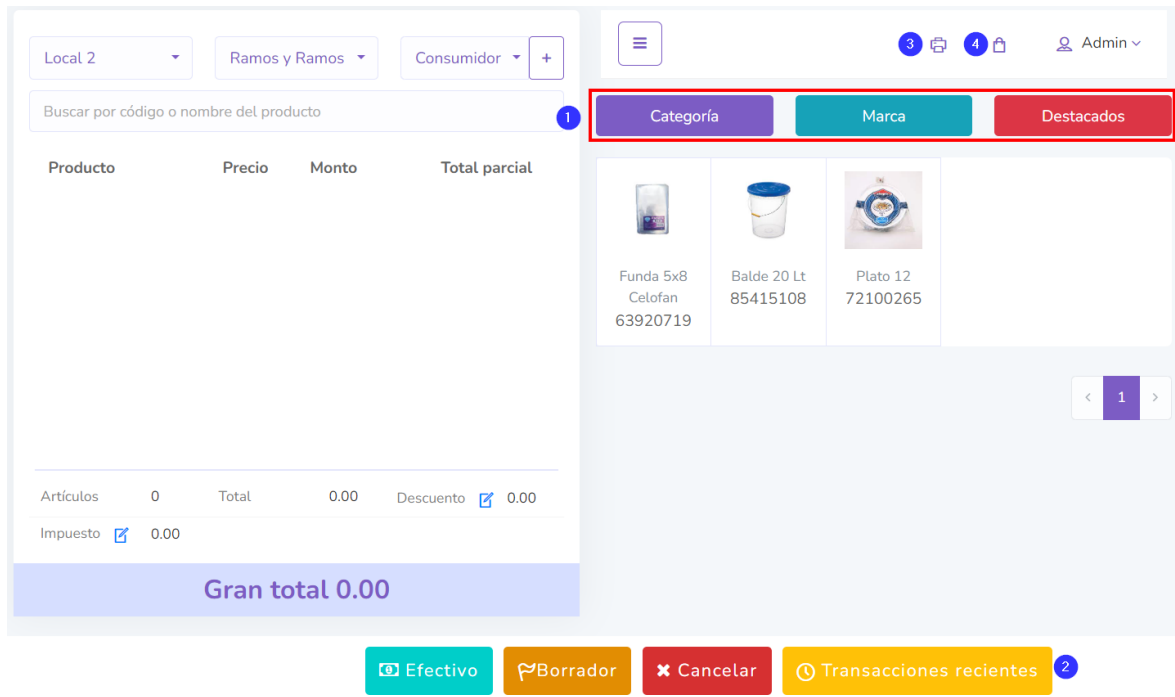 Local 2
Ramos y Ramos
Consumidor
+
3
4
Admin
Buscar por código o nombre del producto
1
Categoría
Marca
Destacados
Producto Precio Monto Total parcial
Funda 5x8
Celofan
63920719
Balde 20 Lt
85415108
Plato 12
72100265
< 1 >
Artículos 0 Total 0.00 Descuento 0.00
Impuesto 0.00
Gran total 0.00
Efectivo
Borrador
Cancelar
Transacciones recientes
2